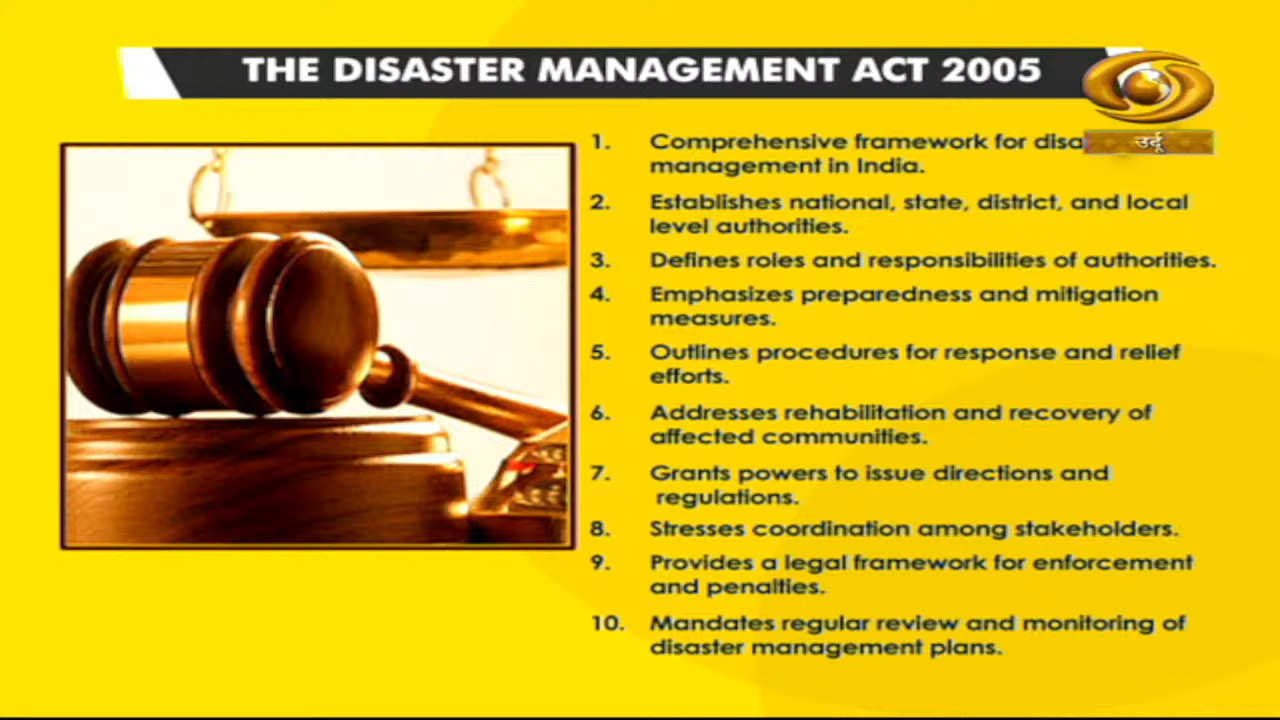 THE DISASTER MANAGEMENT ACT 2005
उर्दू
1. Comprehensive framework for
management in India.
2. Establishes national, state, district, and local
level authorities.
3. Defines roles and responsibilities of authorities.
4. Emphasizes preparedness and mitigation
measures.
5. Outlines procedures for response and relief
efforts.
6. Addresses rehabilitation and recovery of
affected communities.
7. Grants powers to issue directions and
regulations.
8. Stresses coordination among stakeholders.
9. Provides a legal framework for enforcement
and penalties.
10. Mandates regular review and monitoring of
disaster management plans.